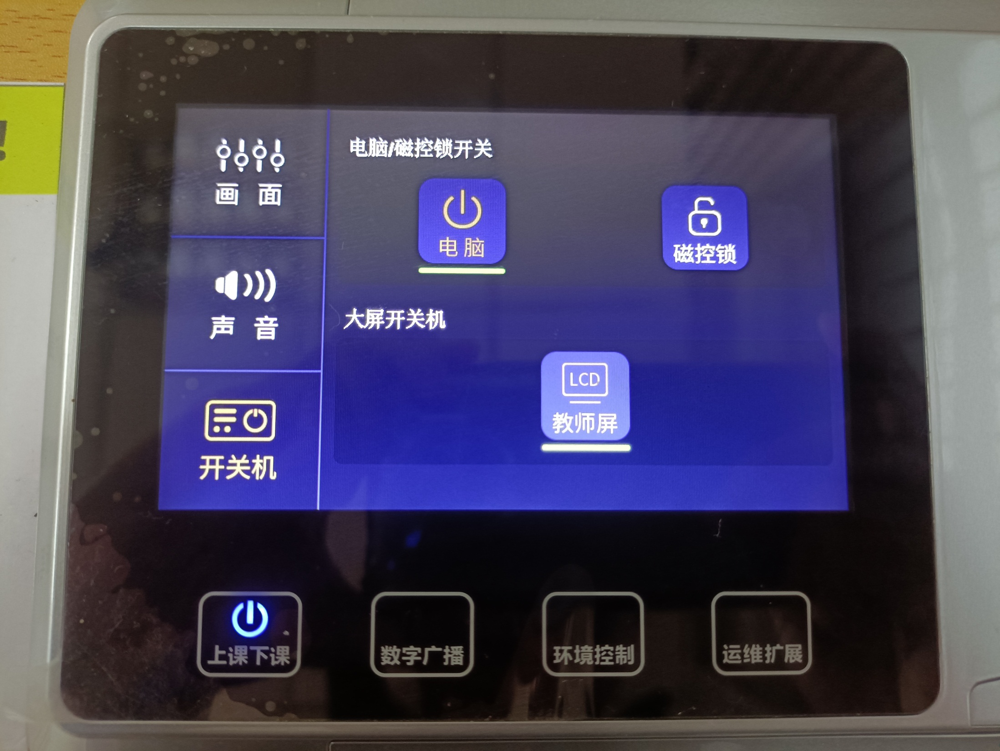 画 面
声 音
开关机
电脑/磁控锁开关
电 脑
磁控锁
大屏开关机
LCD
教师屏
上课下课
数字广播
环境控制
运维扩展
!